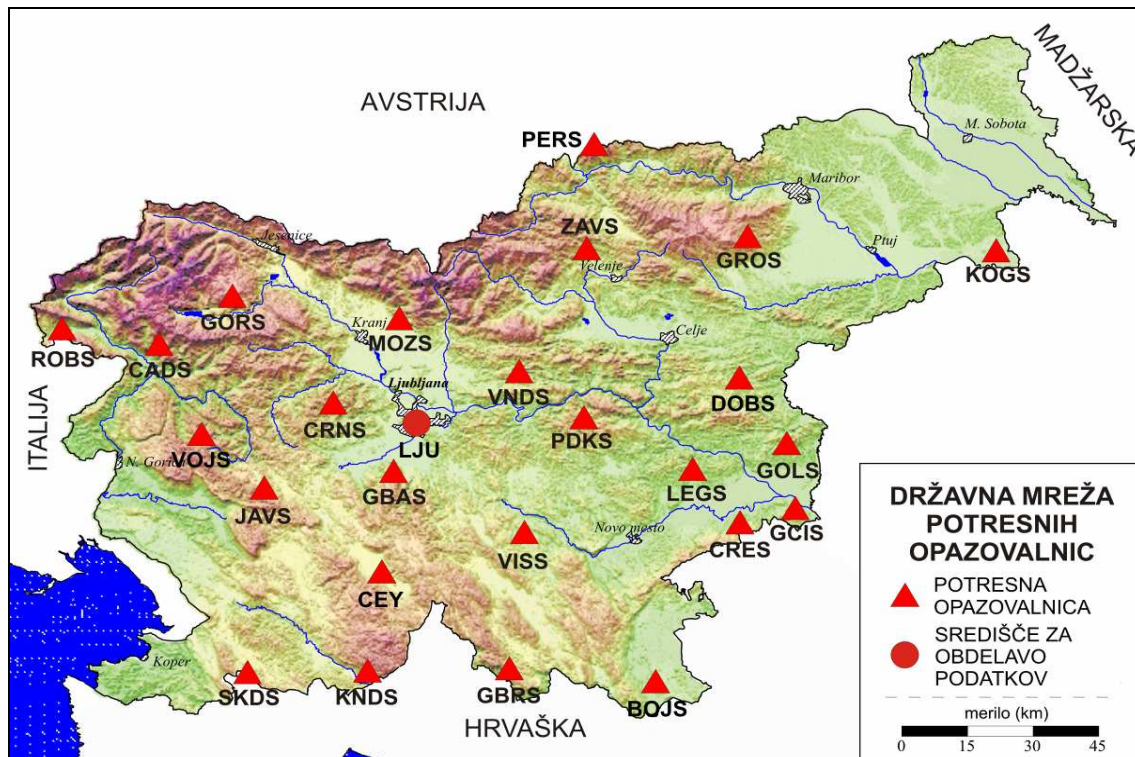 AVSTRIJA
MADŽARSKA
PERS
M. Sobota
Maribor
ZAVS
Jesenice
Velenje
GROS
Ptuj
KOGS
GORS
ROBS
CADS
Kranj
MOZS
Celje
Ljubljana
VNDS
DOBS
CRNS
LJU
PDKS
ITALIJA
VOJS
N. Gorica
GBAS
GOLS
LEGS
JAVS
Novo mesto
VISS
CRES
GCIS
CEY
Koper
SKDS
KNDS
GBRS
BOJS
HRVAŠKA
DRŽAVNA MREŽA
POTRESNIH
OPAZOVALNIC
POTRESNA
OPAZOVALNICA
SREDIŠČE ZA
OBDELAVO
PODATKOV
merilo (km)
0 15 30 45